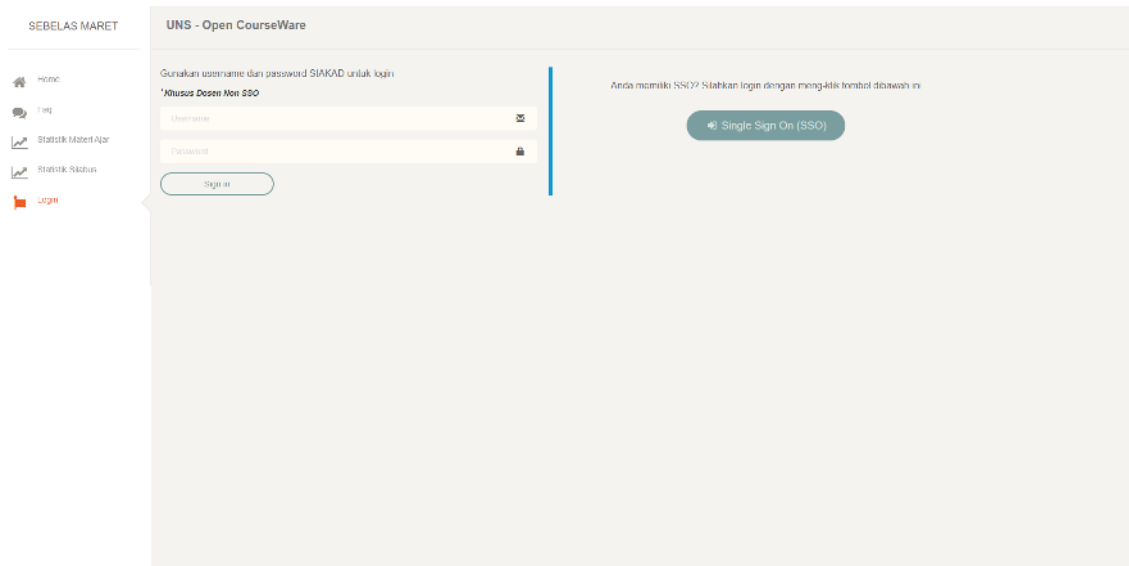 SEBELAS MARET
UNS - Open CourseWare
Home
Faq
Statistik Materi Ajar
Statistik Silabus
Login
Gunakan username dan password SIAKAD untuk login
*Khusus Dosen Non SSO
Username
Password
Sign in
Anda memiliki SSO? Silahkan login dengan meng-klik tombol dibawah ini
Single Sign On (SSO)